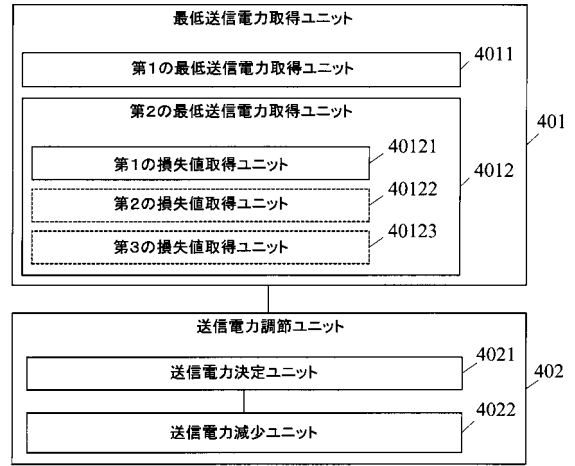 最低送信電力取得ユニット
第1の最低送信電力取得ユニット
4011
第2の最低送信電力取得ユニット
401
第1の損失値取得ユニット
40121
4012
第2の損失値取得ユニット
40122
第3の損失値取得ユニット
40123
送信電力調節ユニット
送信電力決定ユニット
4021
402
送信電力減少ユニット
4022